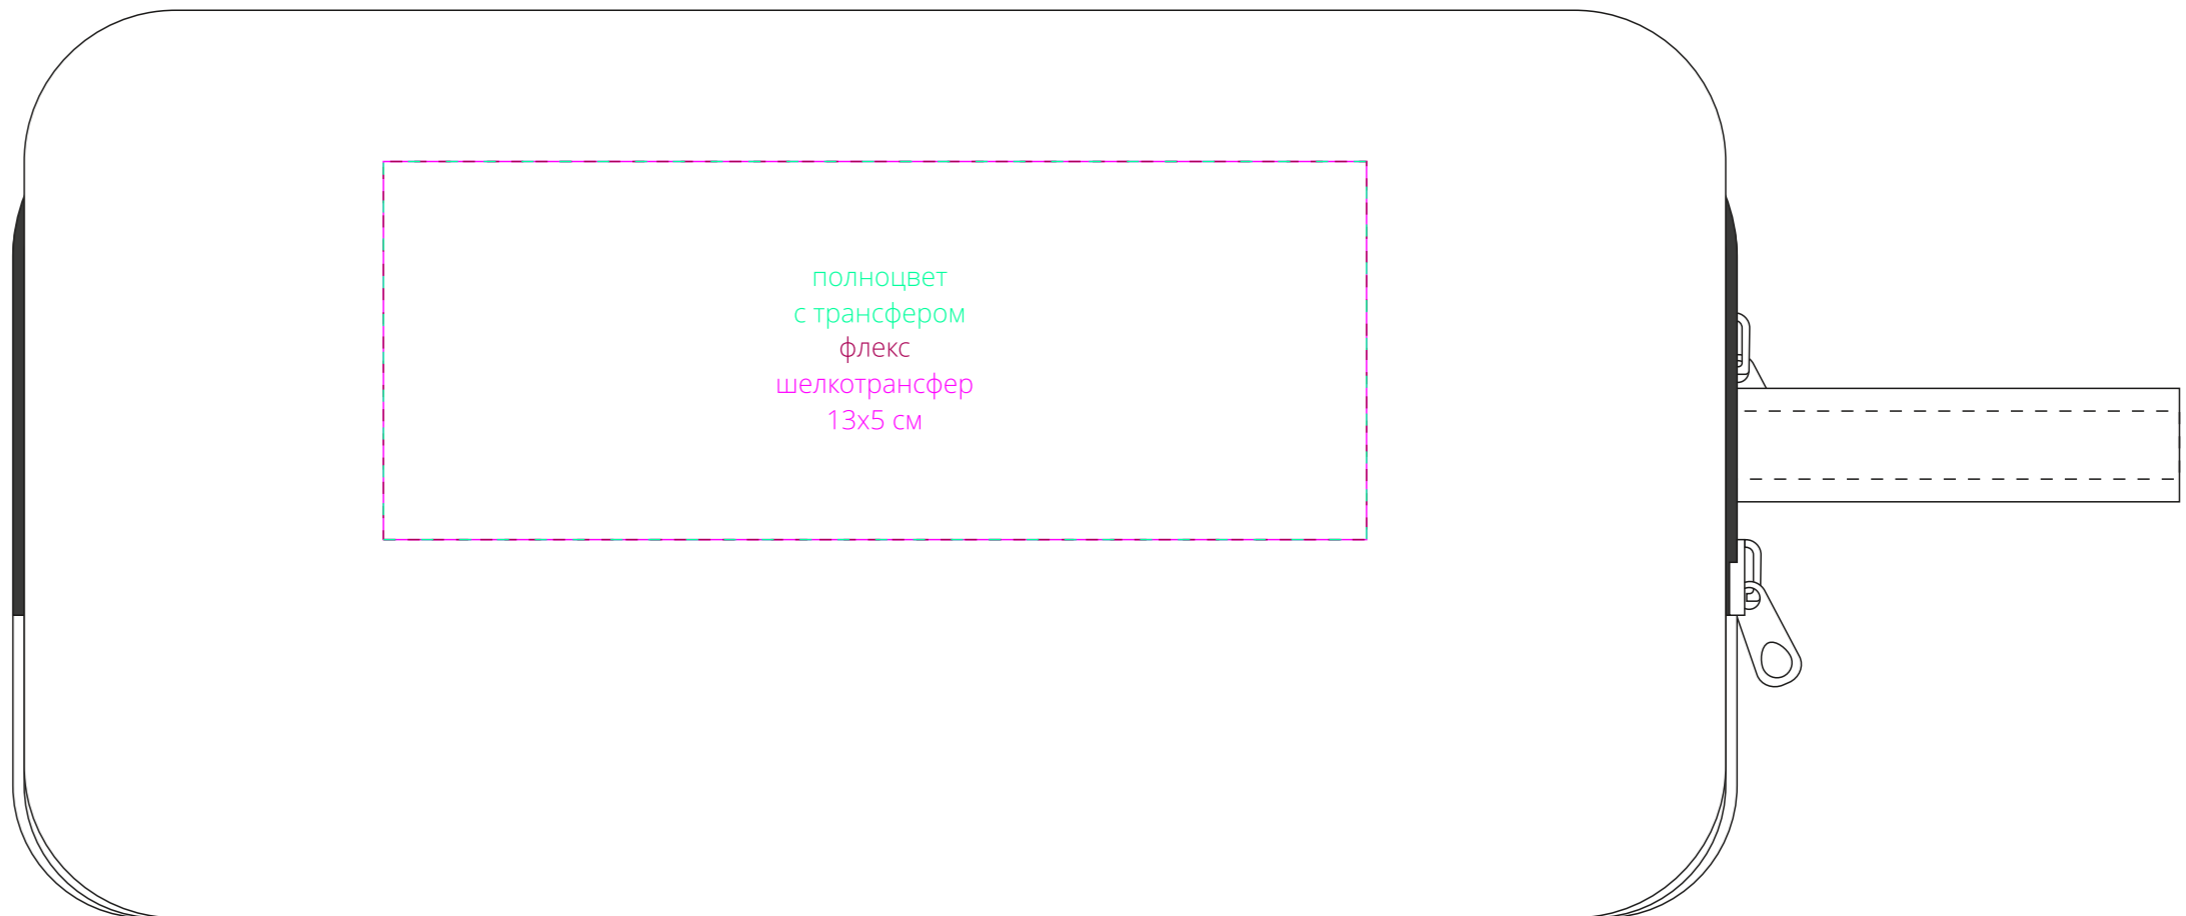 полноцвет
с трансфером
флекс
шелкотрансфер
13x5 см